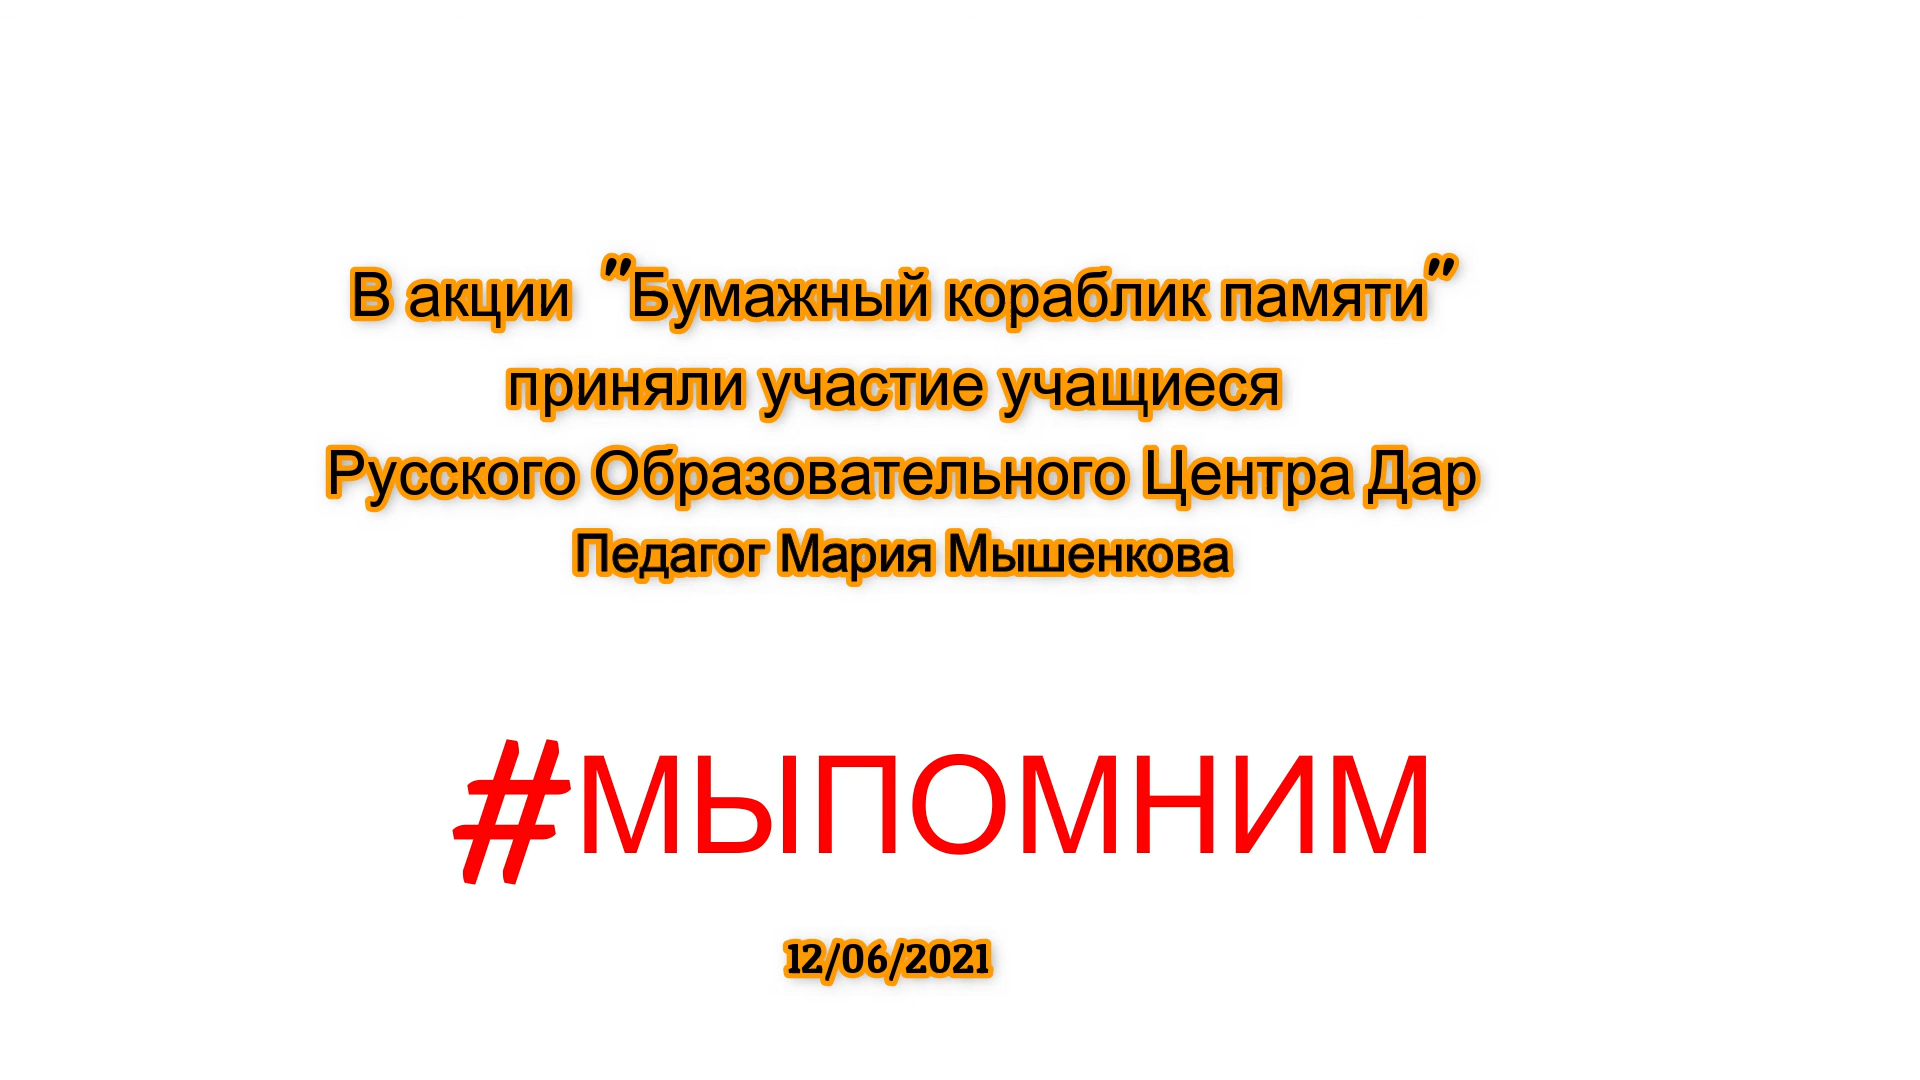 В акции "Бумажный кораблик памяти"
приняли участие учащиеся
Русского Образовательного Центра Дар
Педагог Мария Мышенкова
#МЫПОМНИМ
12/06/2021